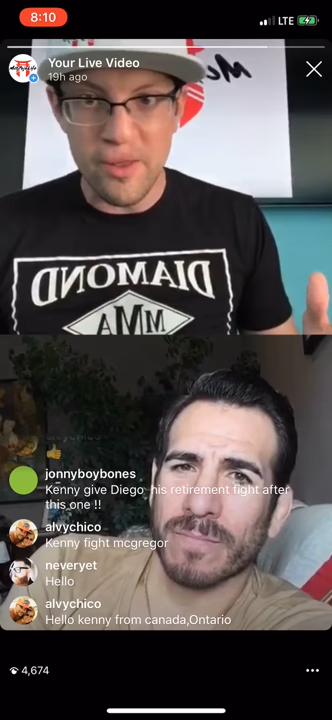 8:10
LTE
Your Live Video
19h ago
Mc
DIAMOND
MMA
jonnyboybones
Kenny give Diego his retirement fight after
this one !!
alvychico
Kenny fight mcgregor
neveryet
Hello
alvychico
Hello kenny from canada,Ontario
4,674